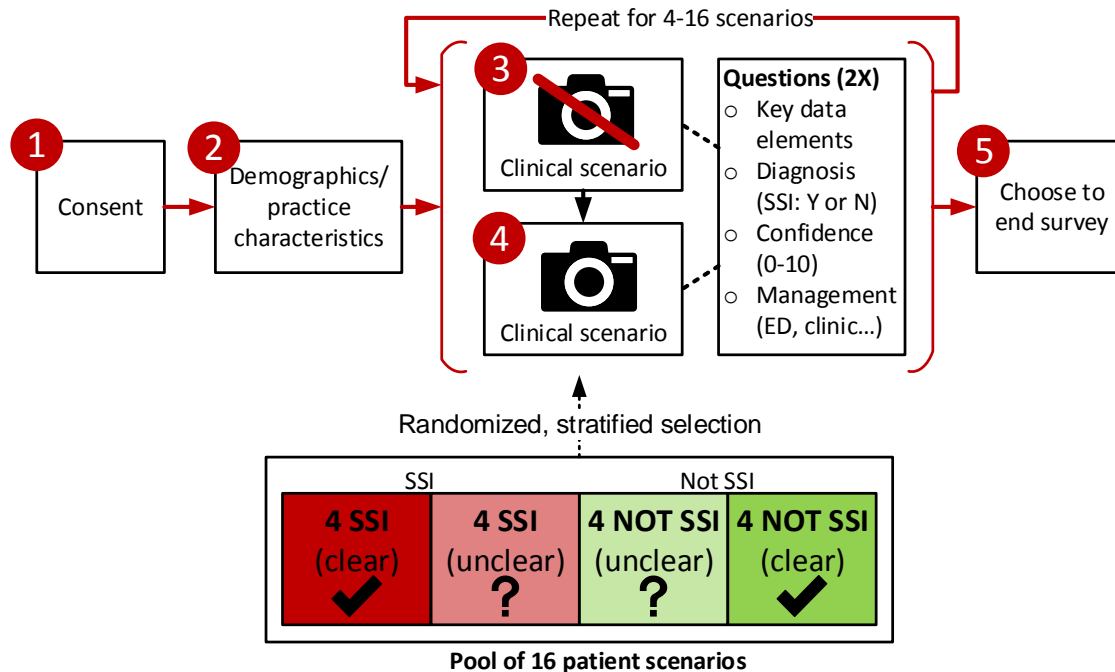 Repeat for 4-16 scenarios
1
Consent
2
Demographics/
practice
characteristics
3
Clinical scenario
4
Clinical scenario
Questions (2X)
○ Key data
elements
○ Diagnosis
(SSI: Y or N)
○ Confidence
(0-10)
○ Management
(ED, clinic…)
5
Choose to
end survey
Randomized, stratified selection
SSI
Not SSI
4 SSI
(clear)
4 SSI
(unclear)
?
4 NOT SSI
(unclear)
?
4 NOT SSI
(clear)
Pool of 16 patient scenarios